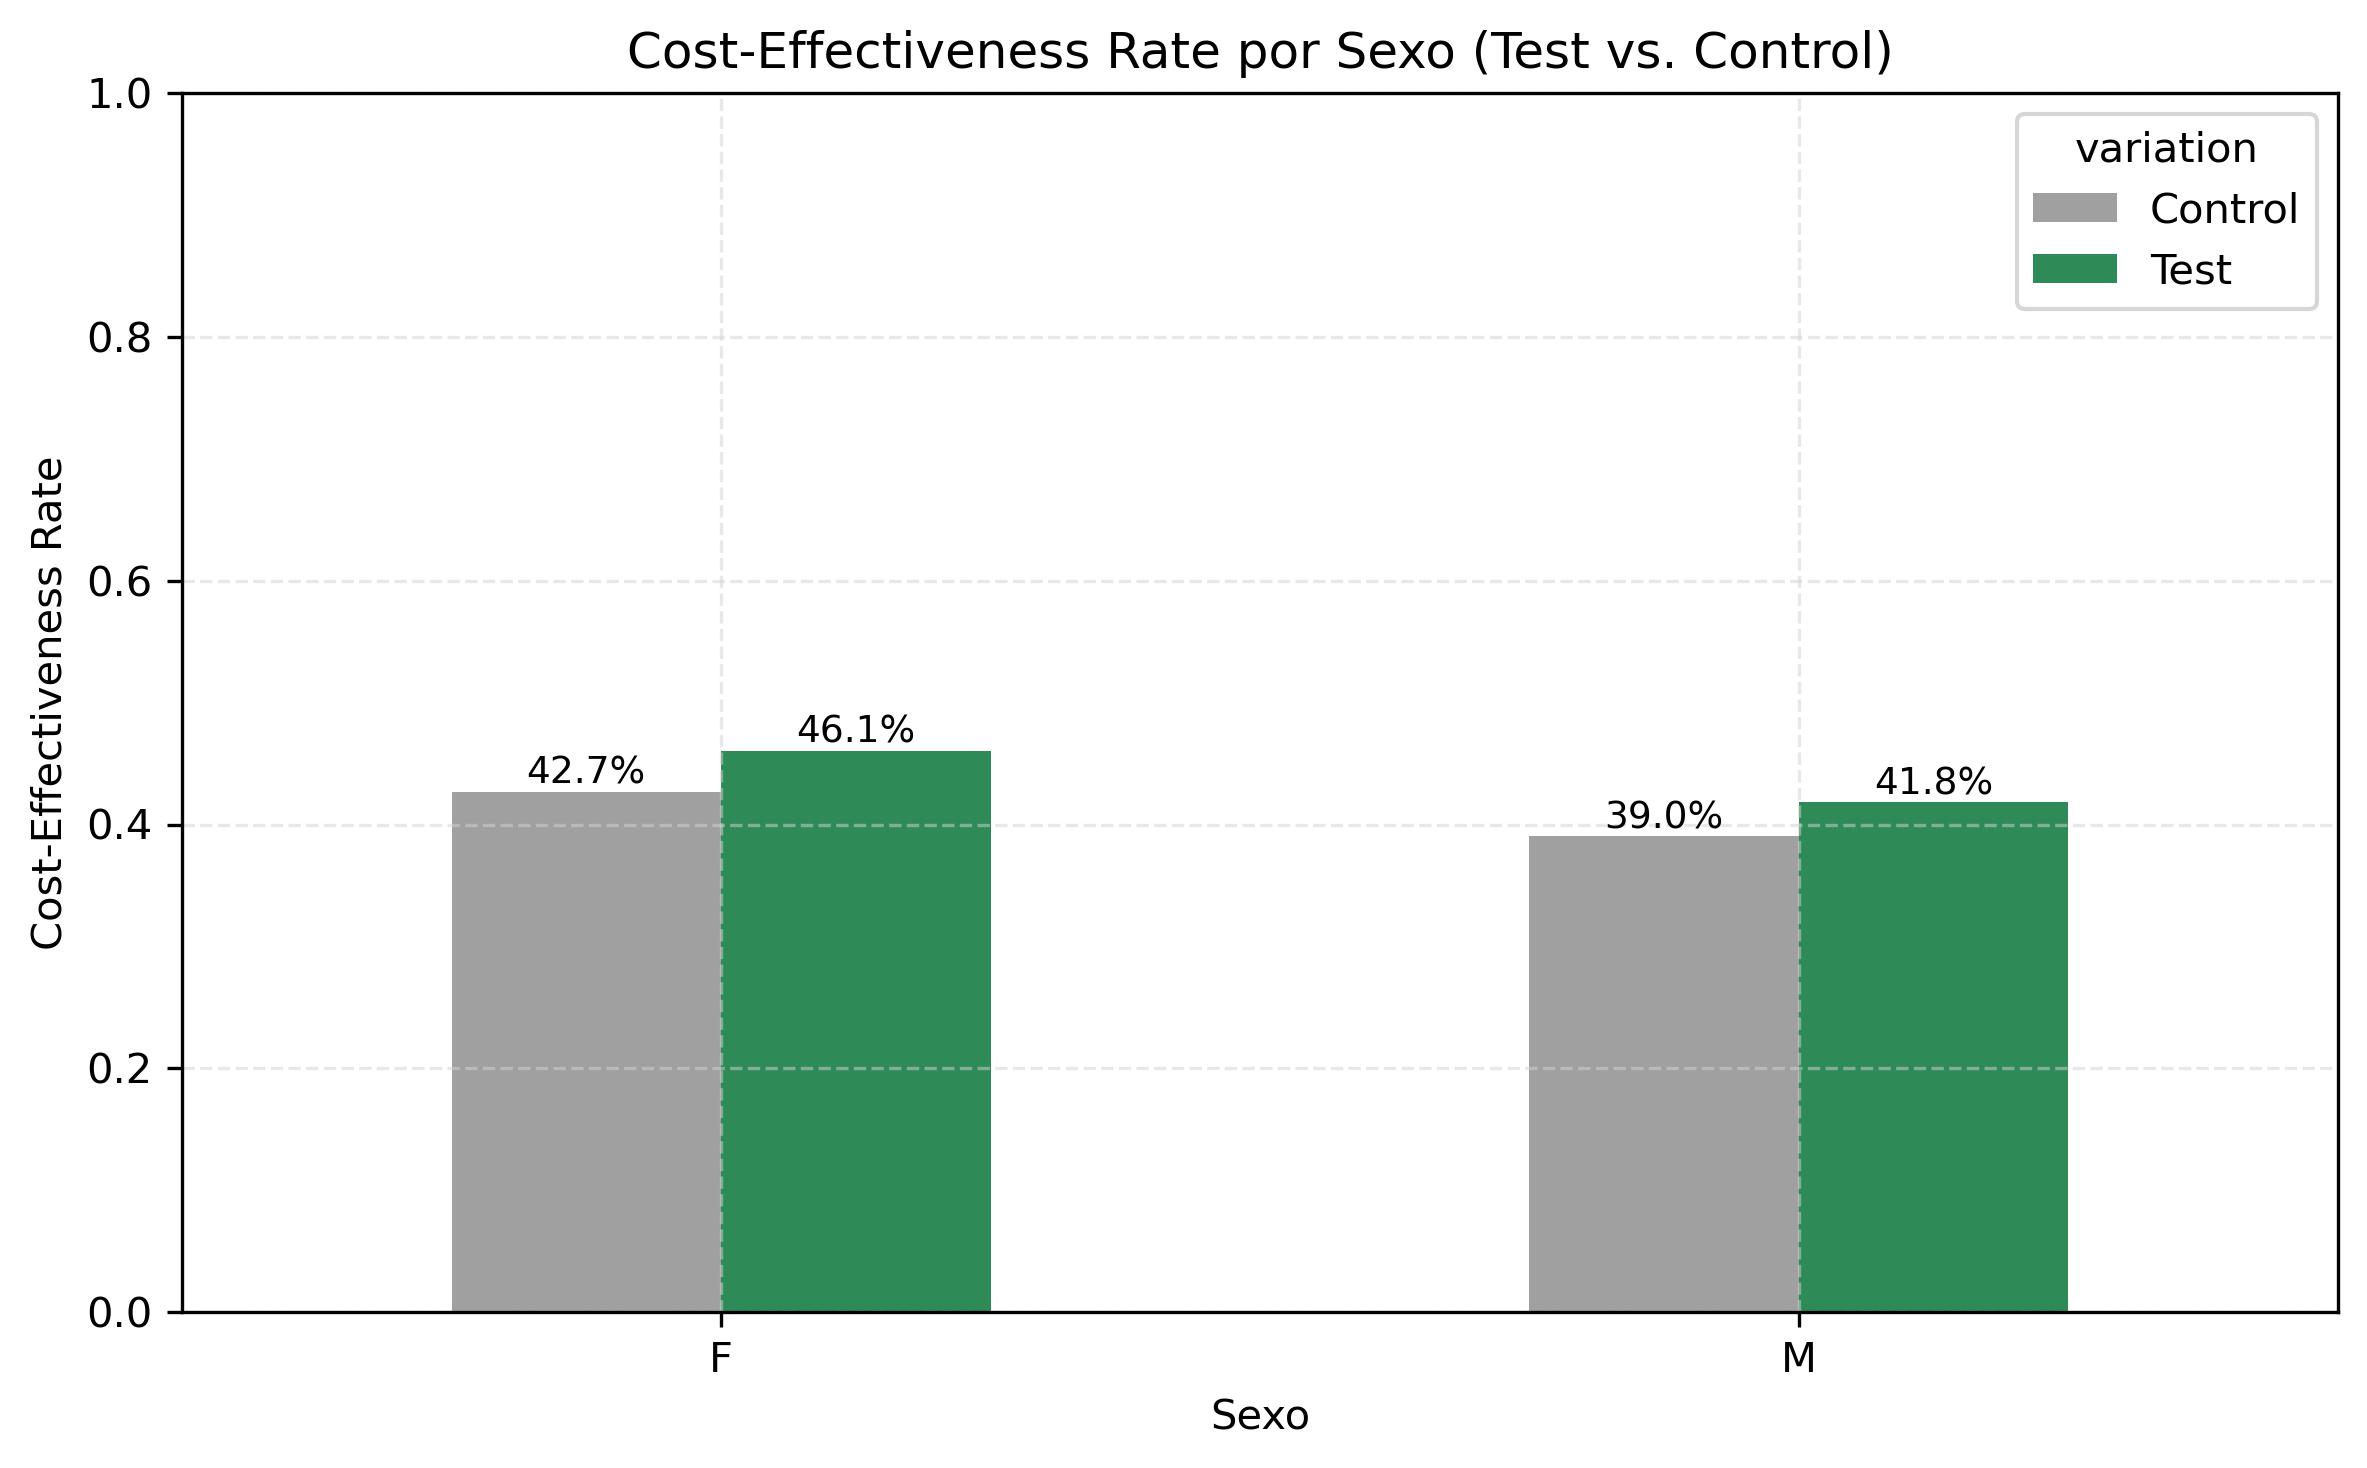 Cost-Effectiveness Rate por Sexo (Test vs. Control)
1.0
0.8
0.6
0.4
0.2
0.0
Cost-Effectiveness Rate
variation
Control
Test
42.7%
46.1%
39.0%
41.8%
F
M
Sexo